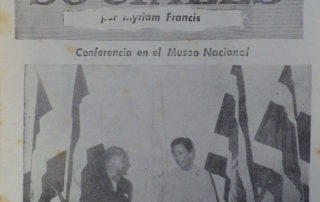 SOCIALES
por Myriam Francis
Conferencia en el Museo Nacional